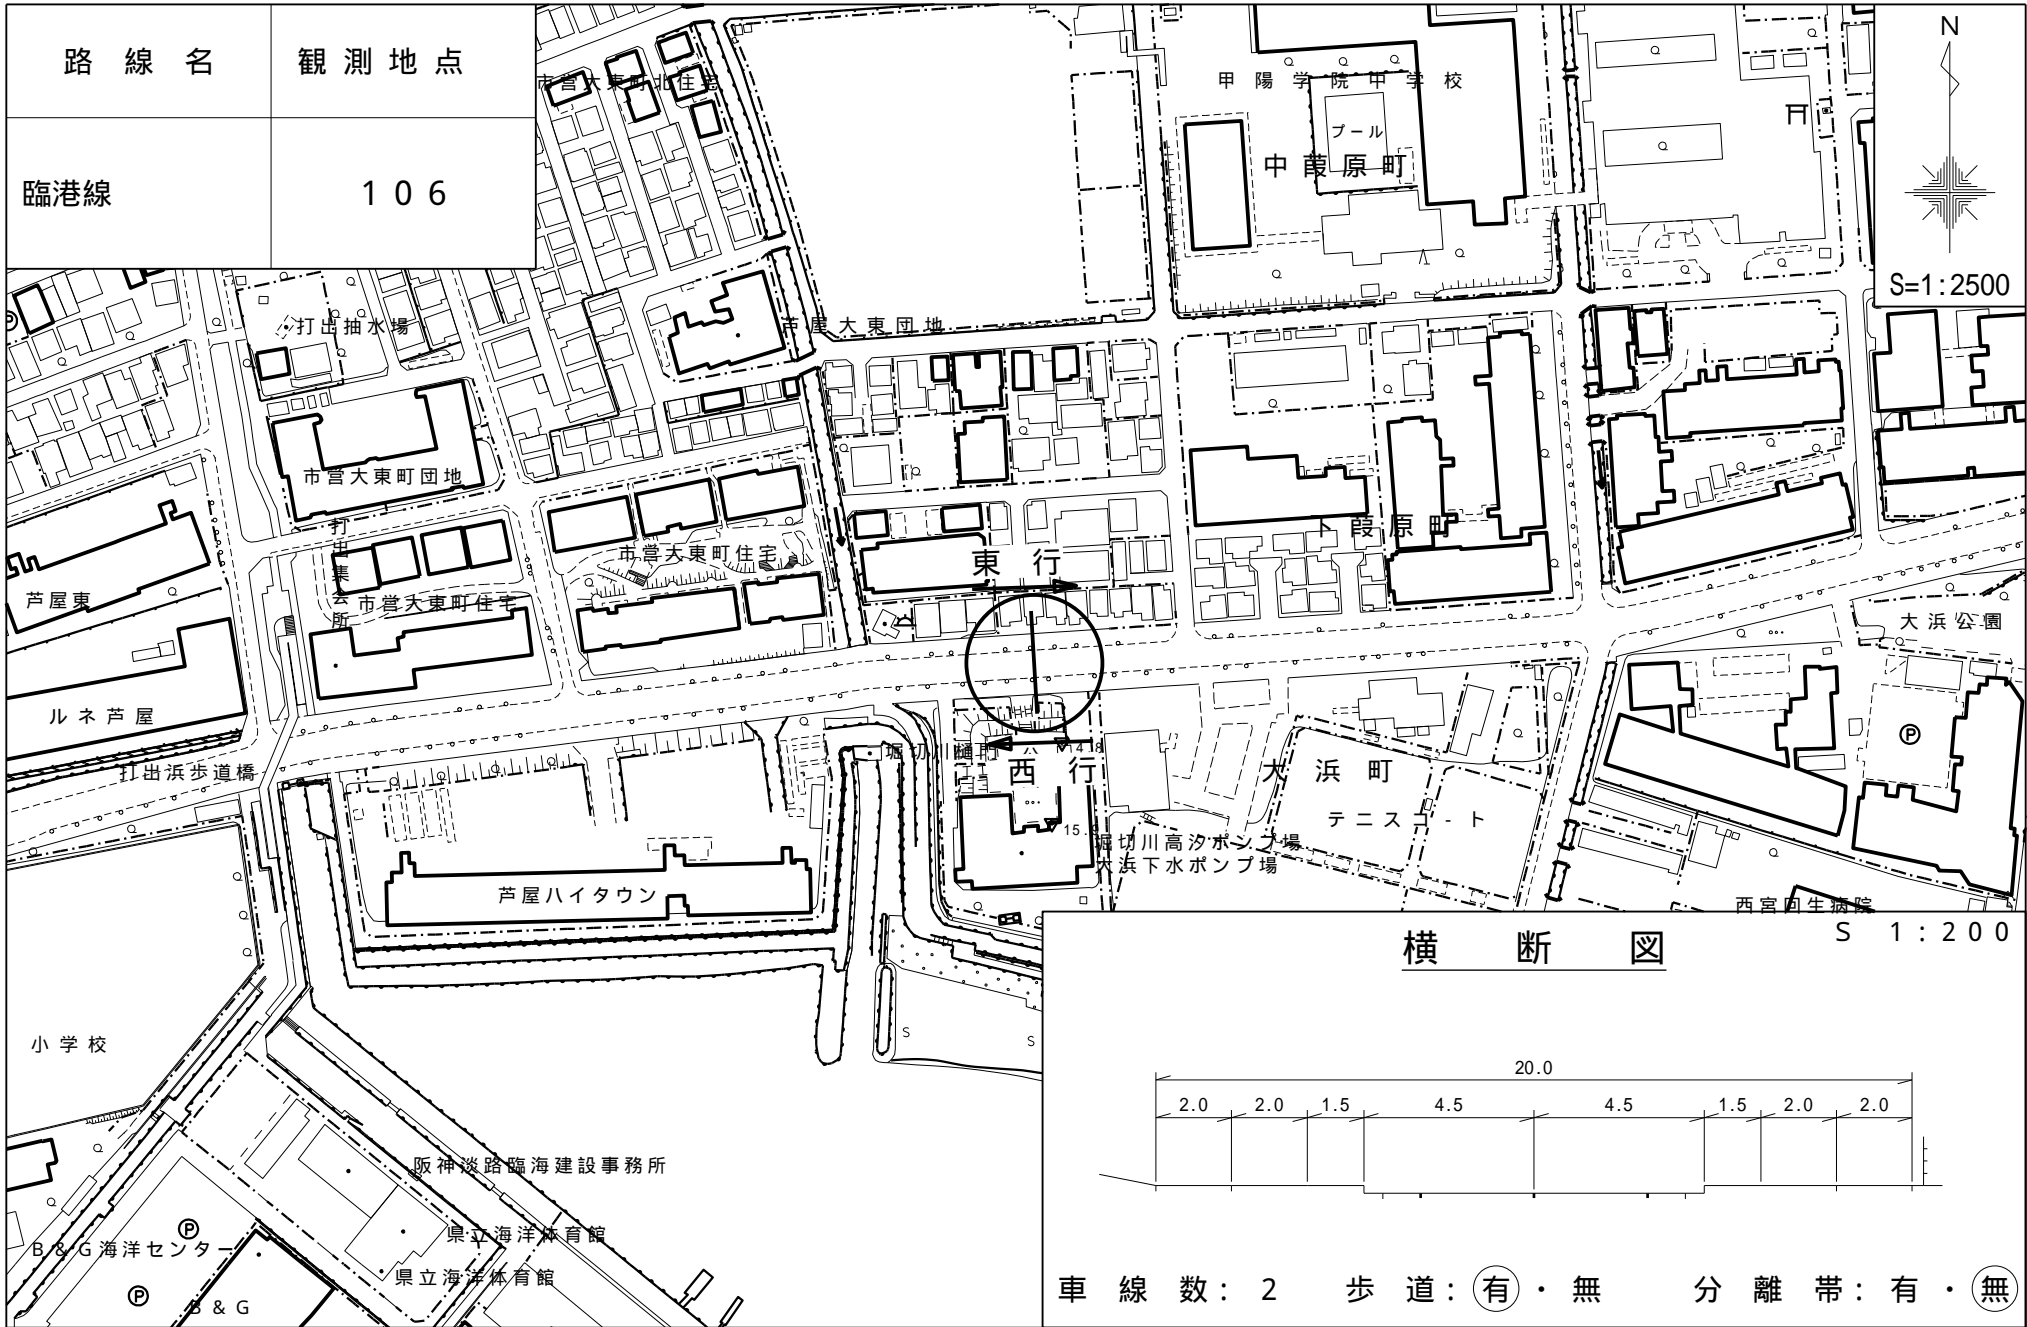 路線名 観測地点
臨港線 106
N
S=1:2500
市営大東町北住宅
甲陽学院中学校
プール
中葭原町
打出抽水場
芦屋大東団地
市営大東町団地
打出集会所
市営大東町住宅
市営大東町住宅
下葭原町
東行
芦屋東
大浜公園
ルネ芦屋
打出浜歩道橋
堀切川樋門
14.8
西行
大浜町
P
テニスコート
15.
堀切川高汐ポンプ場
大浜下水ポンプ場
芦屋ハイタウン
西宮回生病院
小学校
S
S
阪神淡路臨海建設事務所
県立海洋体育館
県立海洋体育館
P
B&G海洋センター
P
B&G
横断図
S 1:200
20.0
2.0 2.0 1.5 4.5 4.5 1.5 2.0 2.0
車線数: 2 歩道: 有・無 分離帯: 有・無